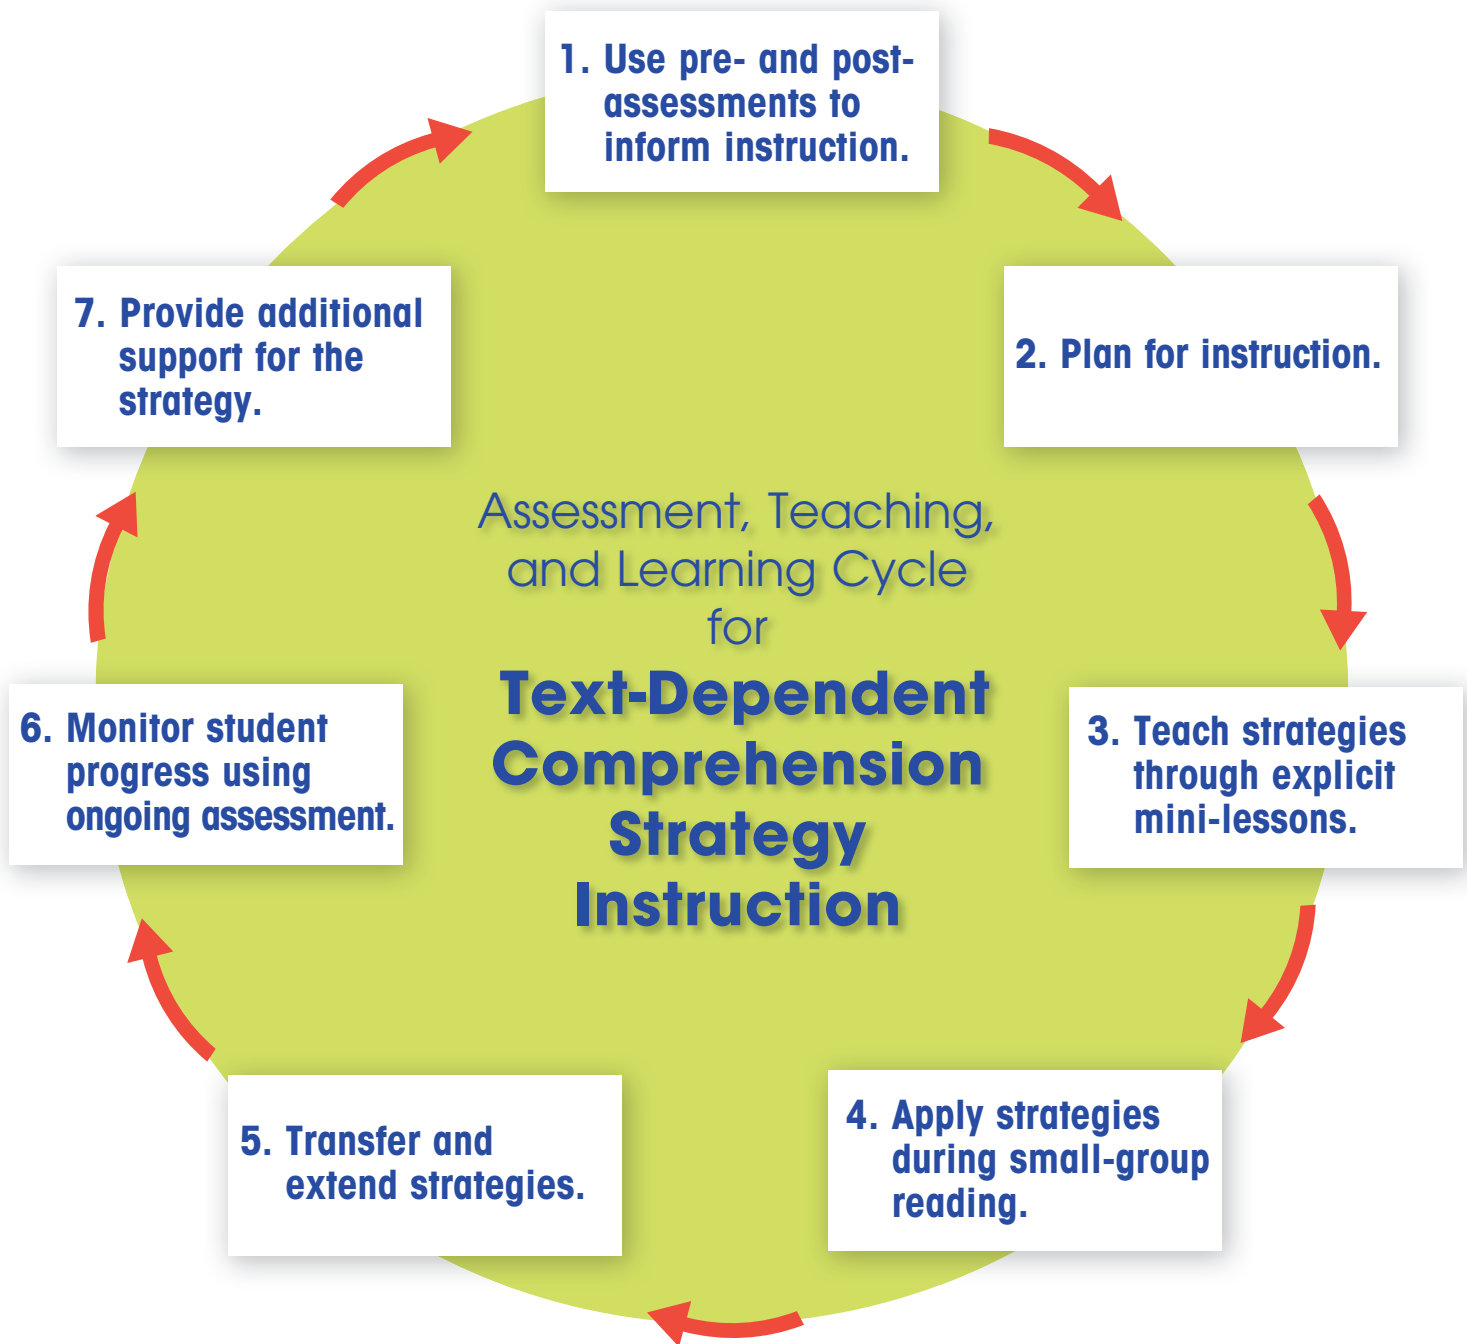 1. Use pre- and post-
assessments to
inform instruction.
2. Plan for instruction.
3. Teach strategies
through explicit
mini-lessons.
4. Apply strategies
during small-group
reading.
5. Transfer and
extend strategies.
6. Monitor student
progress using
ongoing assessment.
7. Provide additional
support for the
strategy.
Assessment, Teaching,
and Learning Cycle
for
Text-Dependent
Comprehension
Strategy
Instruction